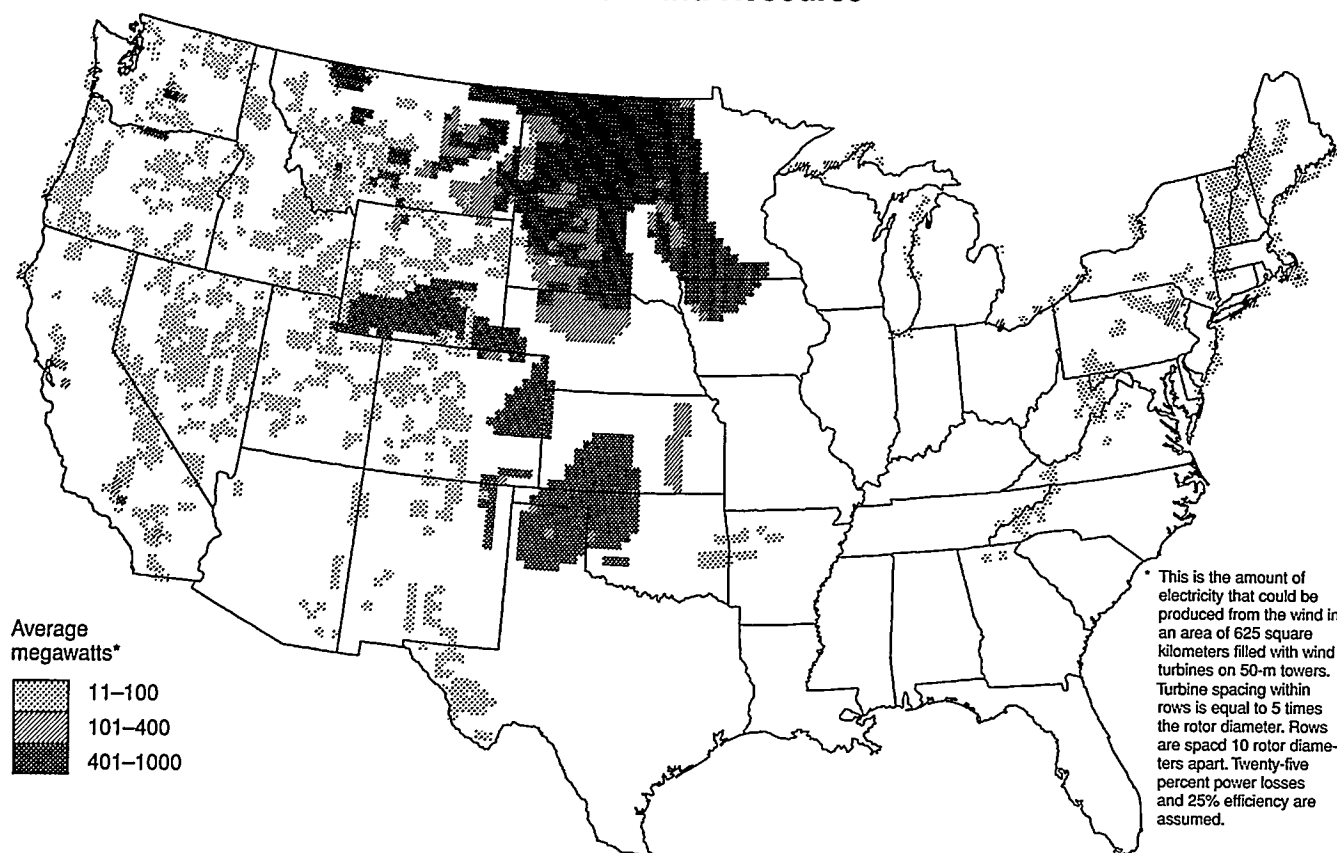 Average
megawatts*
11–100
101–400
401–1000
* This is the amount of
electricity that could be
produced from the wind in
an area of 625 square
kilometers filled with wind
turbines on 50-m towers.
Turbine spacing within
rows is equal to 5 times
the rotor diameter. Rows
are spacd 10 rotor diame-
ters apart. Twenty-five
percent power losses
and 25% efficiency are
assumed.